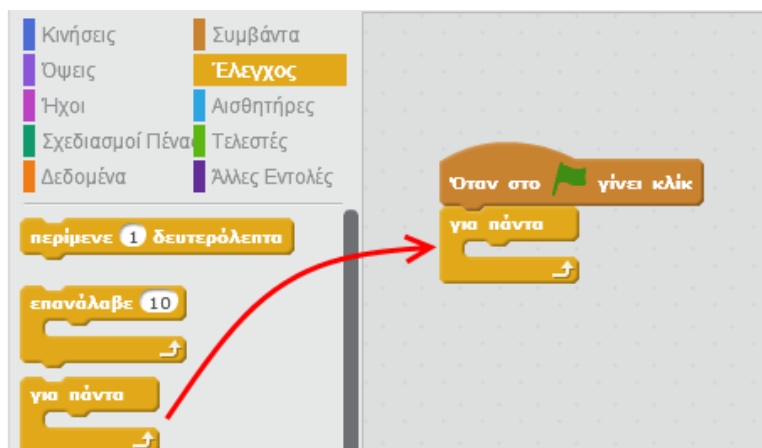 Κινήσεις
Συμβάντα
Όψεις
Έλεγχος
Ήχοι
Αισθητήρες
Σχεδιασμοί Πένας
Τελεστές
Δεδομένα
Άλλες Εντολές
περίμενε 1 δευτερόλεπτα
επανάλαβε 10
για πάντα
Όταν στο γίνει κλίκ
για πάντα